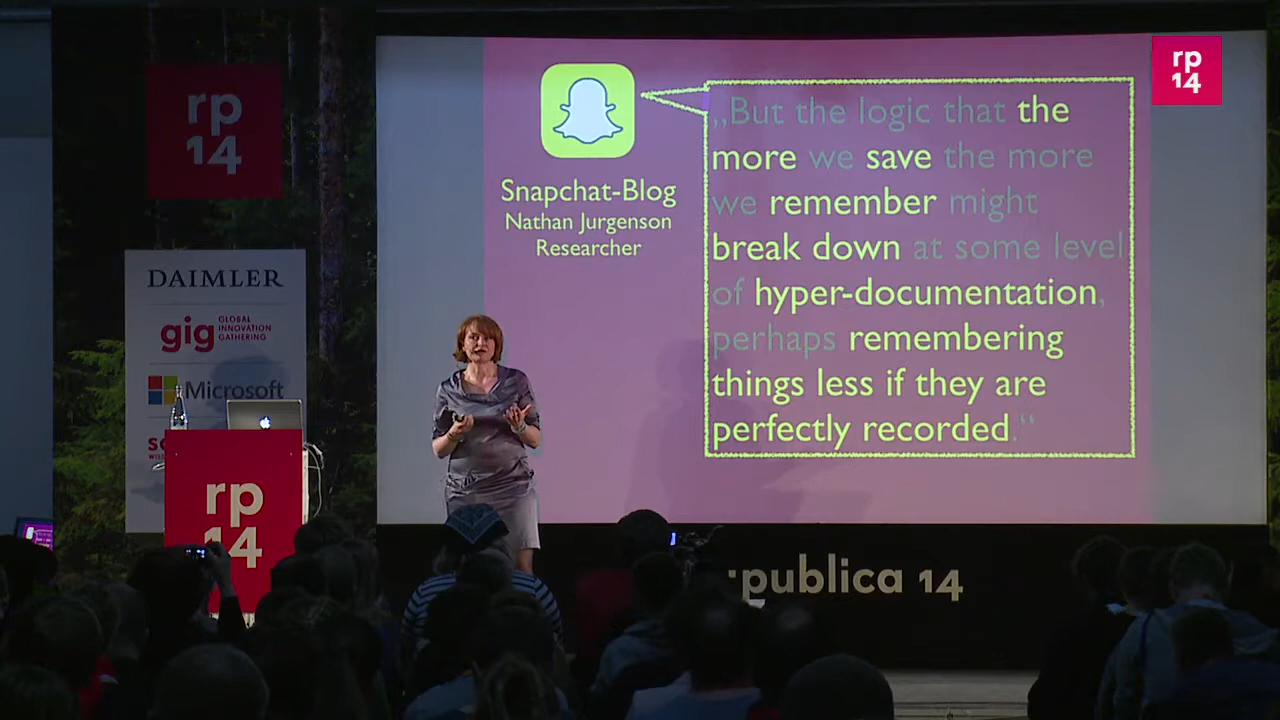 rp
14
rp
14
DAIMLER
gig GLOBAL
INNOVATION
GATHERING
Microsoft
rp
14
Snapchat-Blog
Nathan Jurgenson
Researcher
„But the logic that the
more we save the more
we remember might
break down at some level
of hyper-documentation,
perhaps remembering
things less if they are
perfectly recorded.“
:publica 14